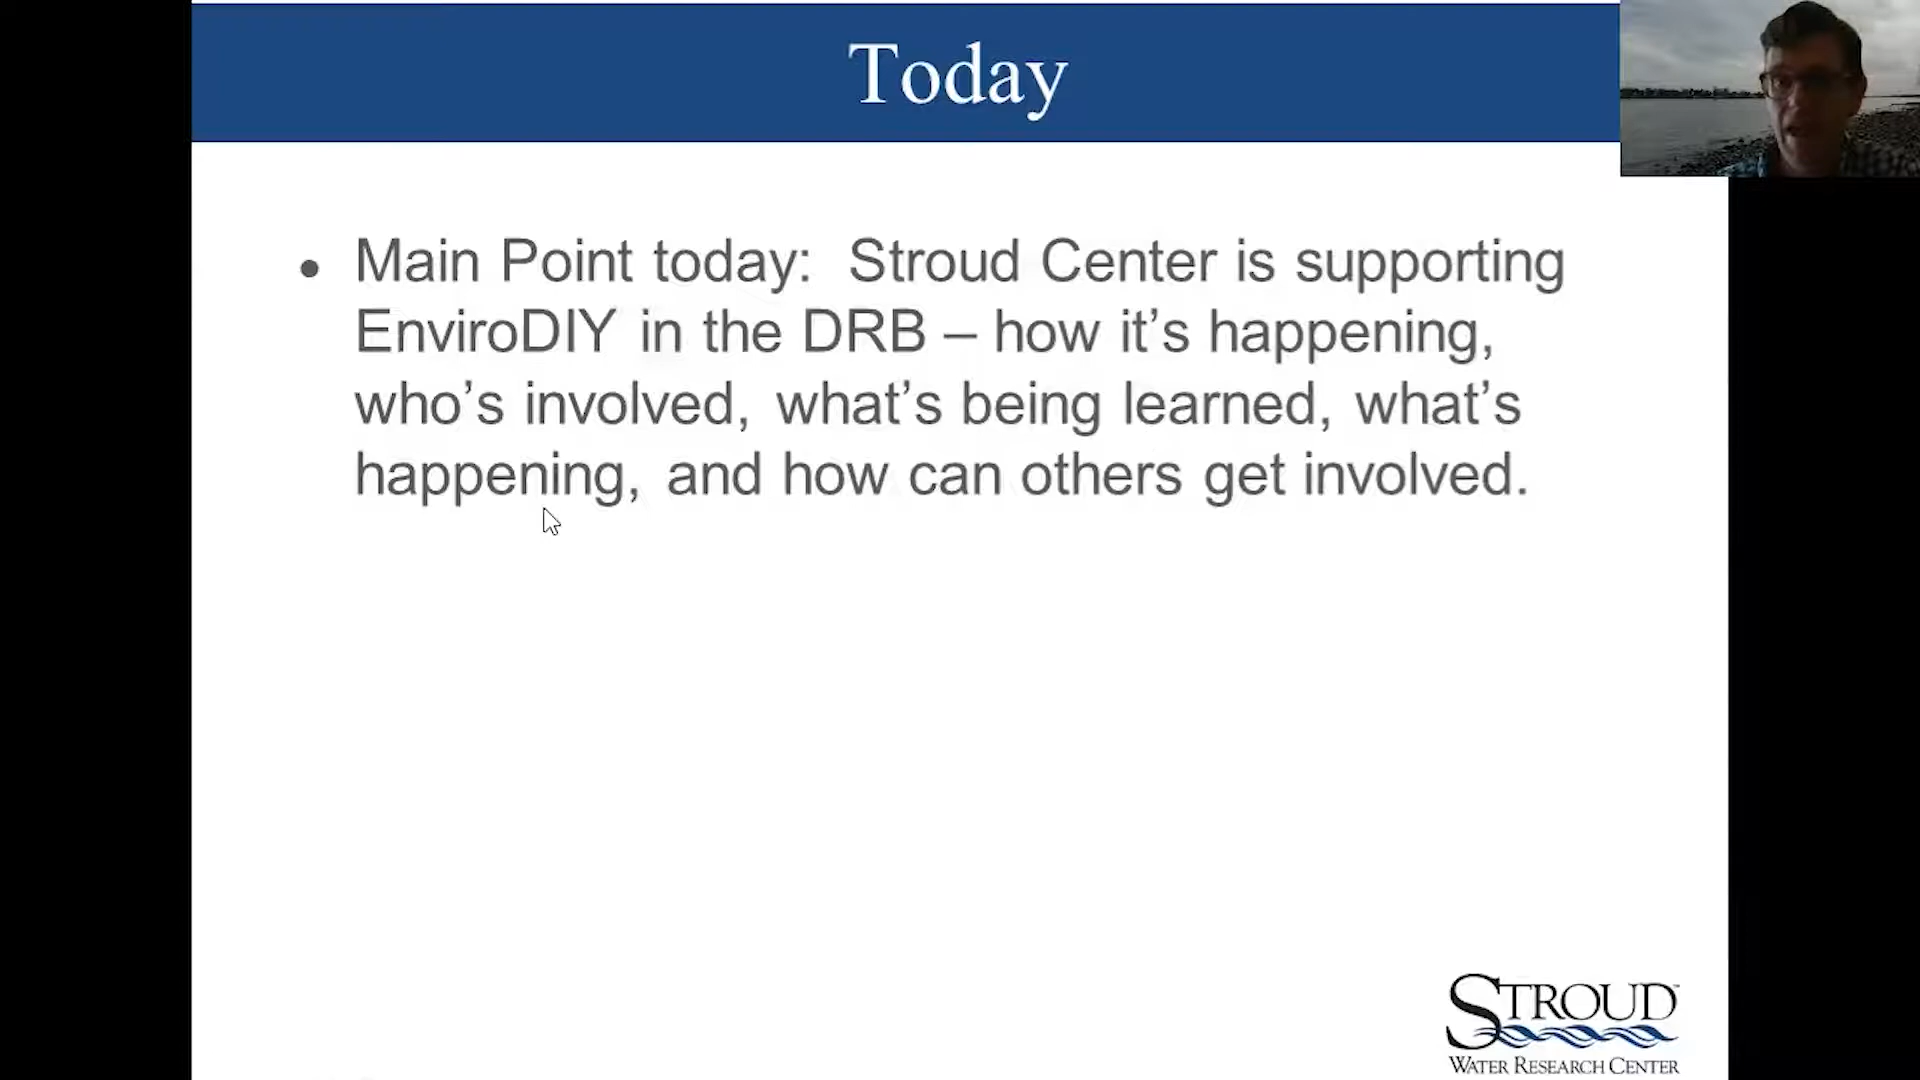 Today
• Main Point today: Stroud Center is supporting
EnviroDIY in the DRB – how it’s happening,
who’s involved, what’s being learned, what’s
happening, and how can others get involved.
STROUD™
WATER RESEARCH CENTER